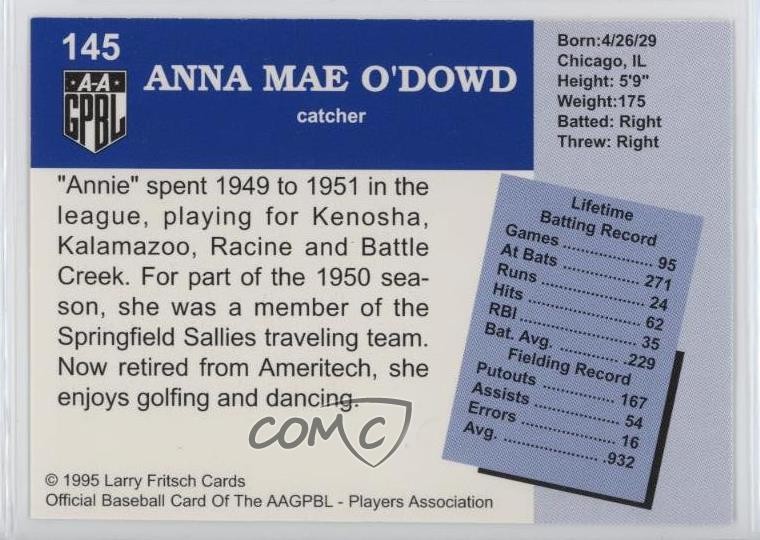 145
A-A
GPBL
ANNA MAE O'DOWD
catcher
Born:4/26/29
Chicago, IL
Height: 5'9"
Weight:175
Batted: Right
Threw: Right
"Annie" spent 1949 to 1951 in the
league, playing for Kenosha,
Kalamazoo, Racine and Battle
Creek. For part of the 1950 sea-
son, she was a member of the
Springfield Sallies traveling team.
Now retired from Ameritech, she
enjoys golfing and dancing.
Lifetime
Batting Record
Games .................... 95
At Bats .................... 271
Runs .................... 24
Hits .................... 62
RBI .................... 35
Bat. Avg. .................... .229
Fielding Record
Putouts .................... 167
Assists .................... 54
Errors .................... 16
Avg. .................... .932
COMC
© 1995 Larry Fritsch Cards
Official Baseball Card Of The AAGPBL - Players Association